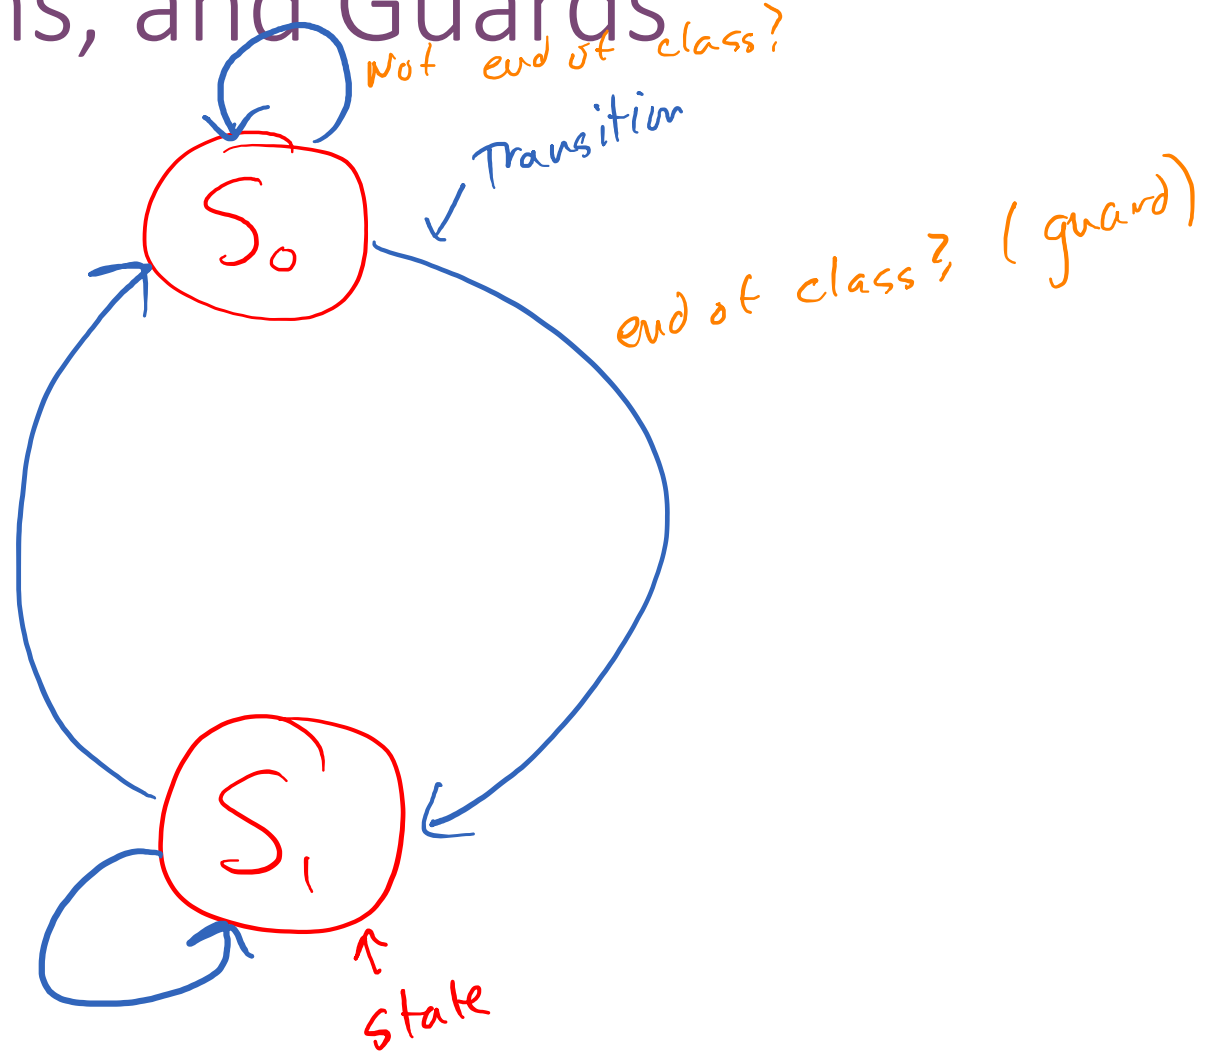 ns, and Guards
Not end of class?
Transition
end of class? (guard)
S0
S1
state